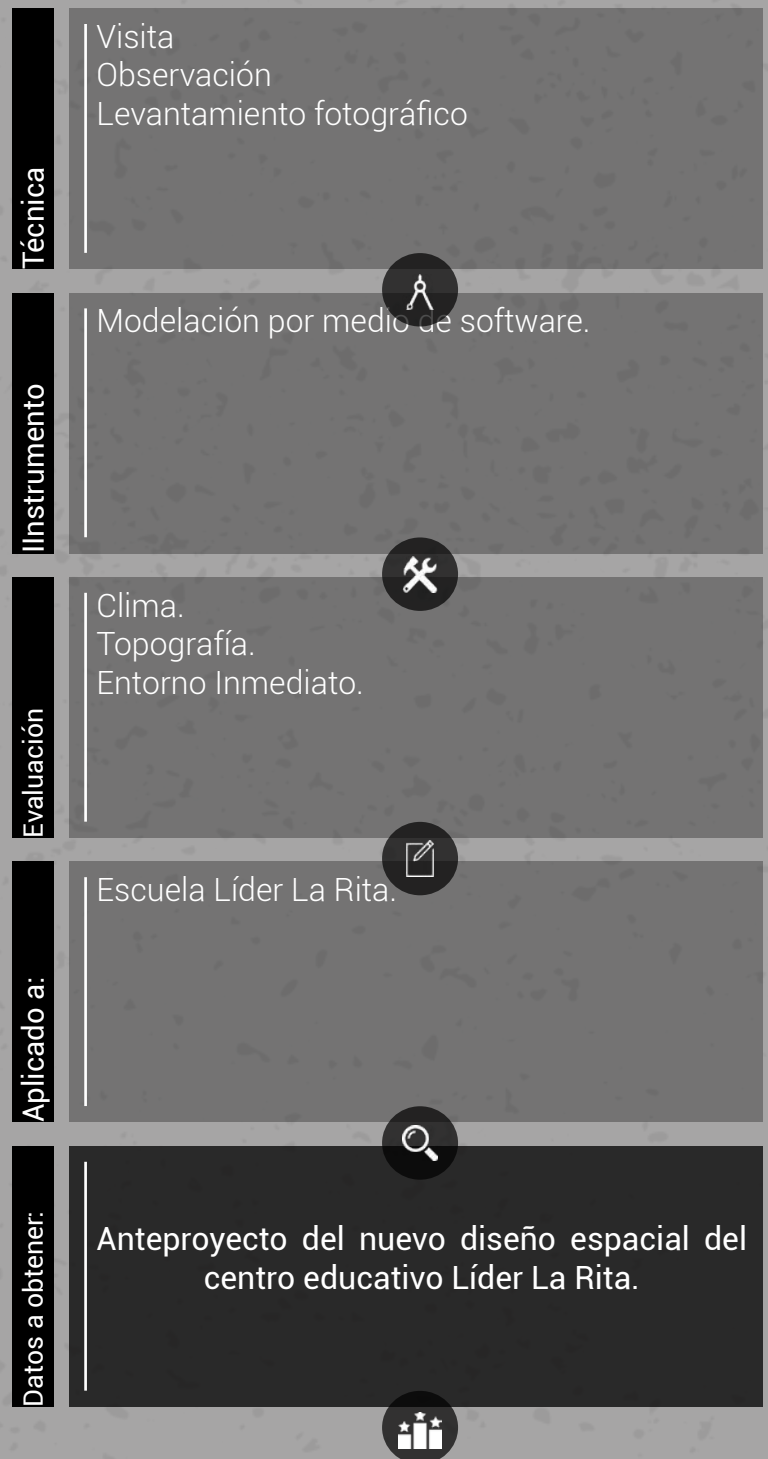 Técnica
Visita
Observación
Levantamiento fotográfico
IInstrumento
Modelación por medio de software.
Evaluación
Clima.
Topografía.
Entorno Inmediato.
Aplicado a:
Escuela Líder La Rita.
Datos a obtener:
Anteproyecto del nuevo diseño espacial del
centro educativo Líder La Rita.